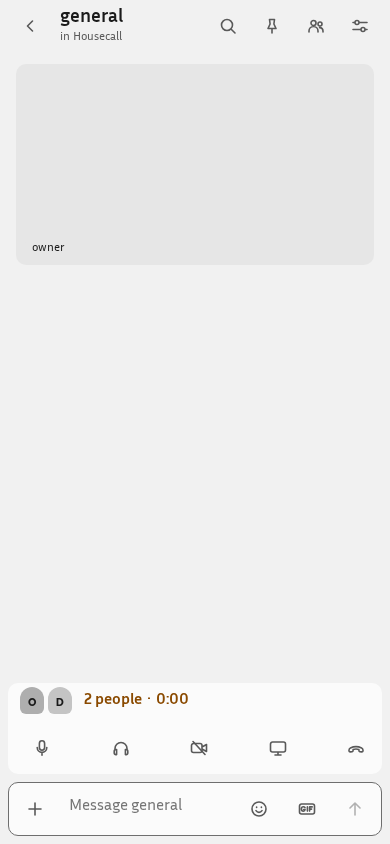 general
in Housecall
owner
O D 2 people · 0:00
Message general GIF